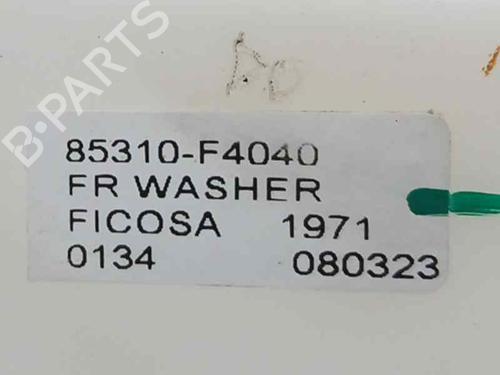 B-PARTS
85310-F4040
FR WASHER
FICOSA 1971
0134 080323